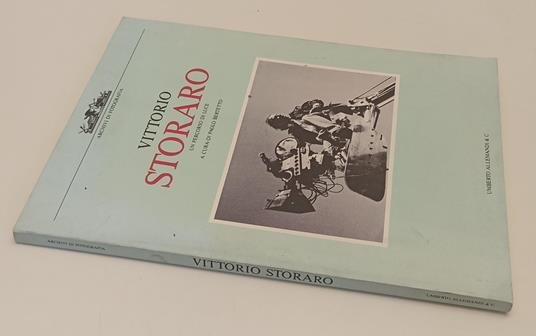 ARCHIVI DI FOTOGRAFIA
VITTORIO
STORARO
UN PERCORSO DI LUCE
A CURA DI PAOLO BERTETTO
UMBERTO ALLEMANDI & C.
ARCHIVI DI FOTOGRAFIA
VITTORIO STORARO
UMBERTO ALLEMANDI & C.